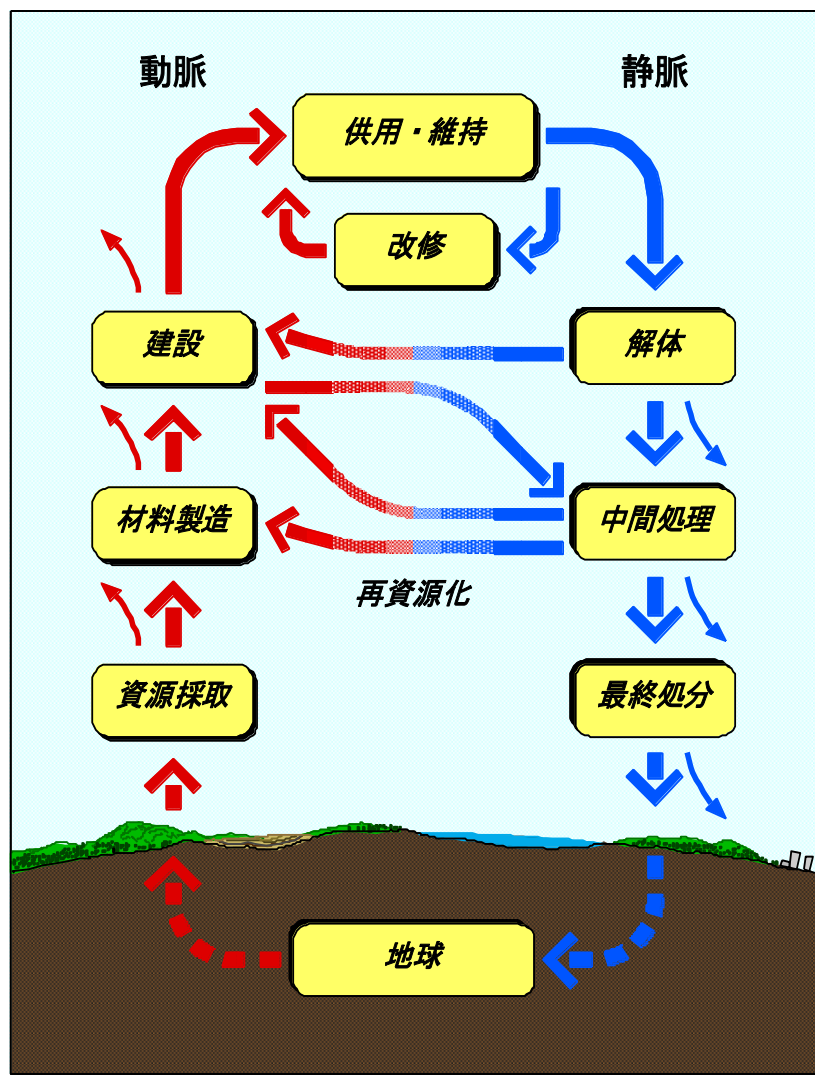 動脈
静脈
供用・維持
改修
建設
解体
材料製造
中間処理
再資源化
資源採取
最終処分
地球